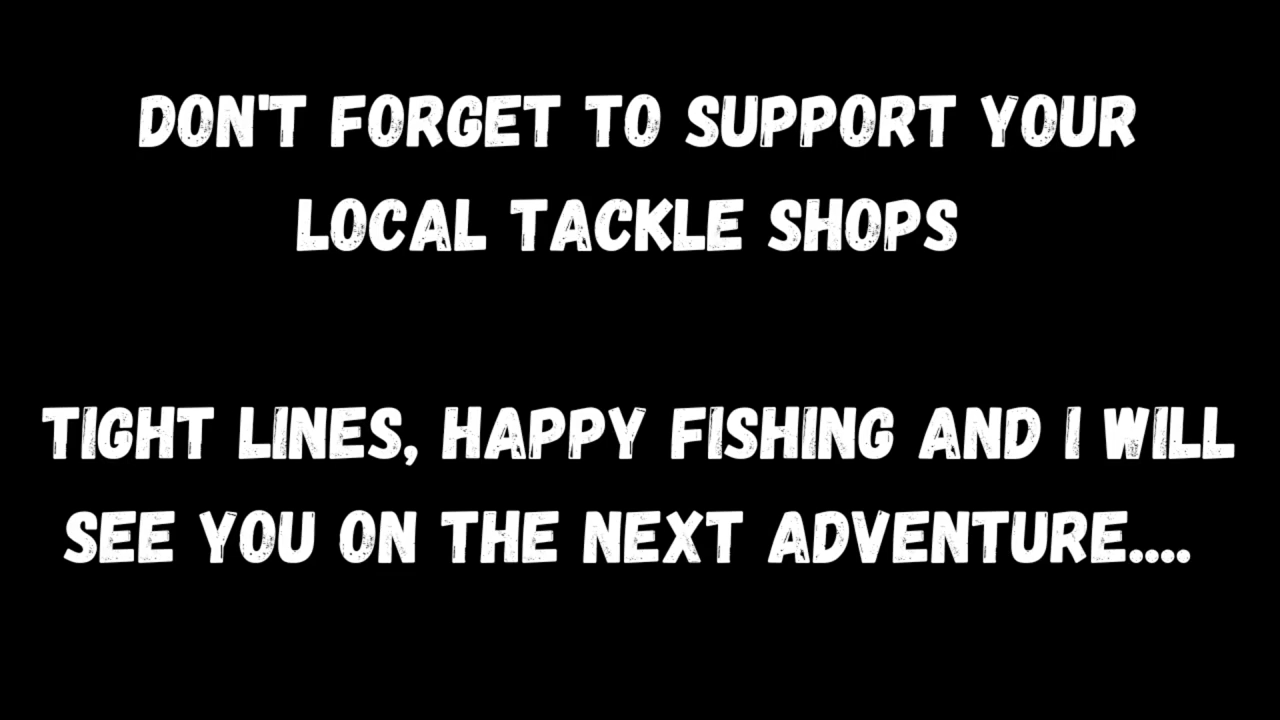 DON'T FORGET TO SUPPORT YOUR
LOCAL TACKLE SHOPS
TIGHT LINES, HAPPY FISHING AND I WILL
SEE YOU ON THE NEXT ADVENTURE....